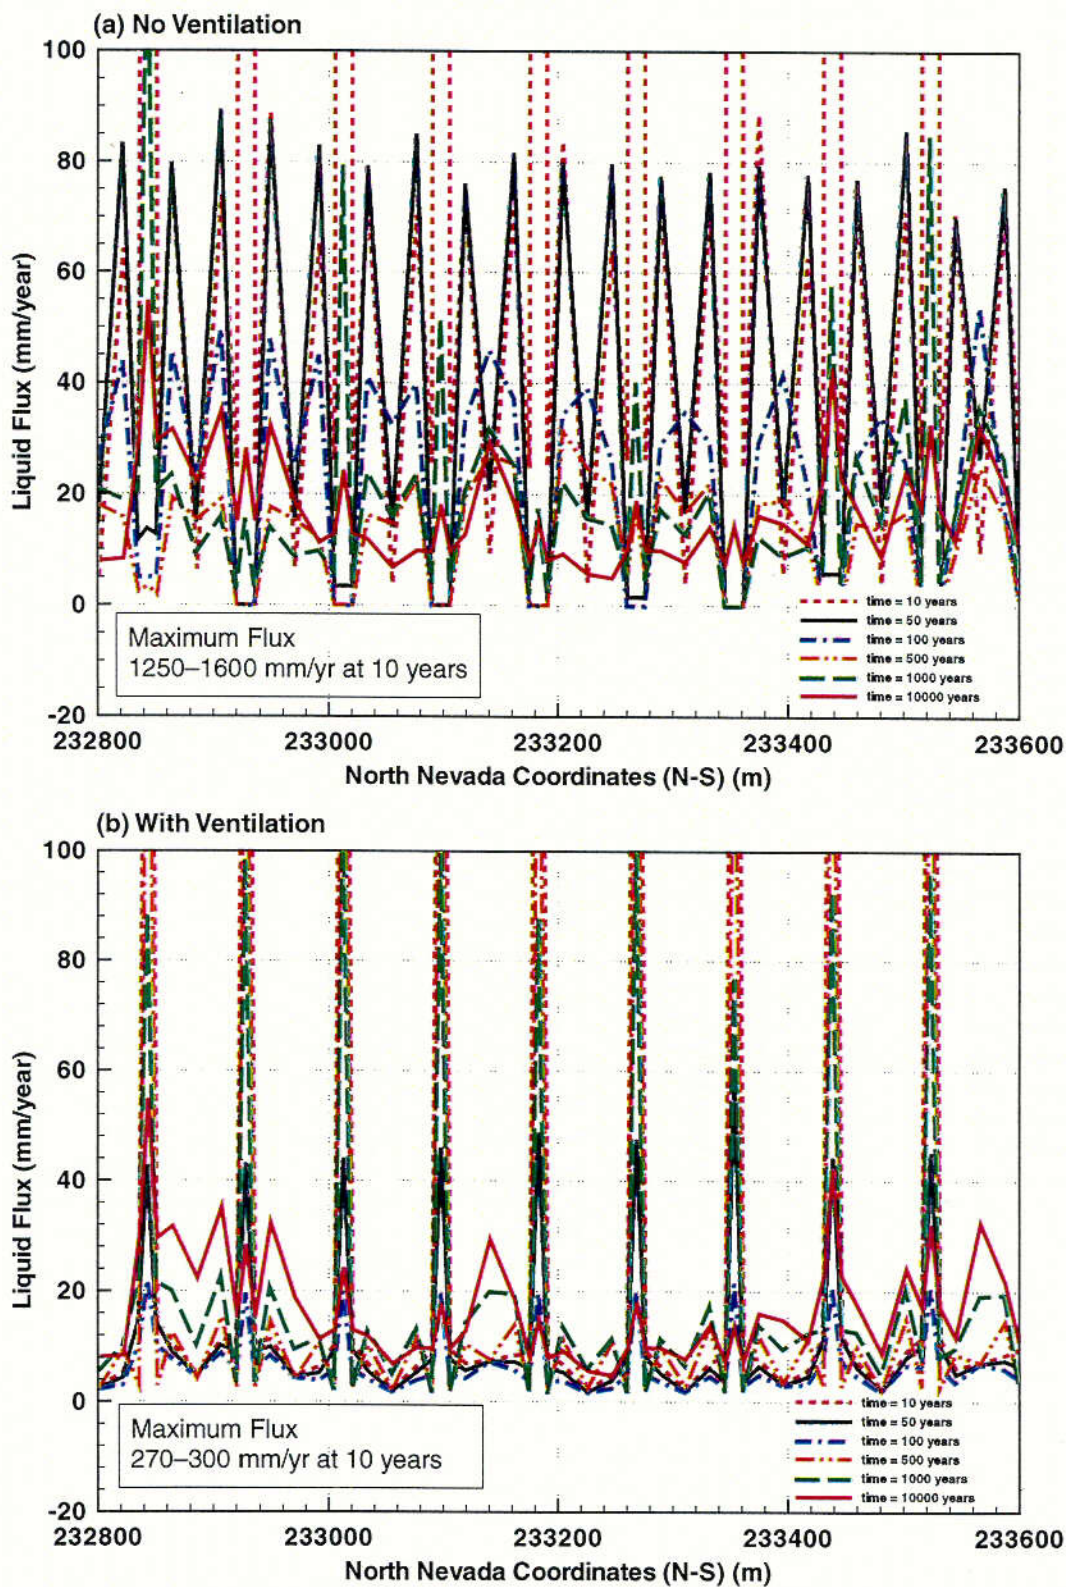 (a) No Ventilation
100
80
60
40
20
0
-20
Liquid Flux (mm/year)
Maximum Flux
1250–1600 mm/yr at 10 years
time = 10 years
time = 50 years
time = 100 years
time = 500 years
time = 1000 years
time = 10000 years
232800 233000 233200 233400 233600
North Nevada Coordinates (N-S) (m)
(b) With Ventilation
100
80
60
40
20
0
-20
Liquid Flux (mm/year)
Maximum Flux
270–300 mm/yr at 10 years
time = 10 years
time = 50 years
time = 100 years
time = 500 years
time = 1000 years
time = 10000 years
232800 233000 233200 233400 233600
North Nevada Coordinates (N-S) (m)